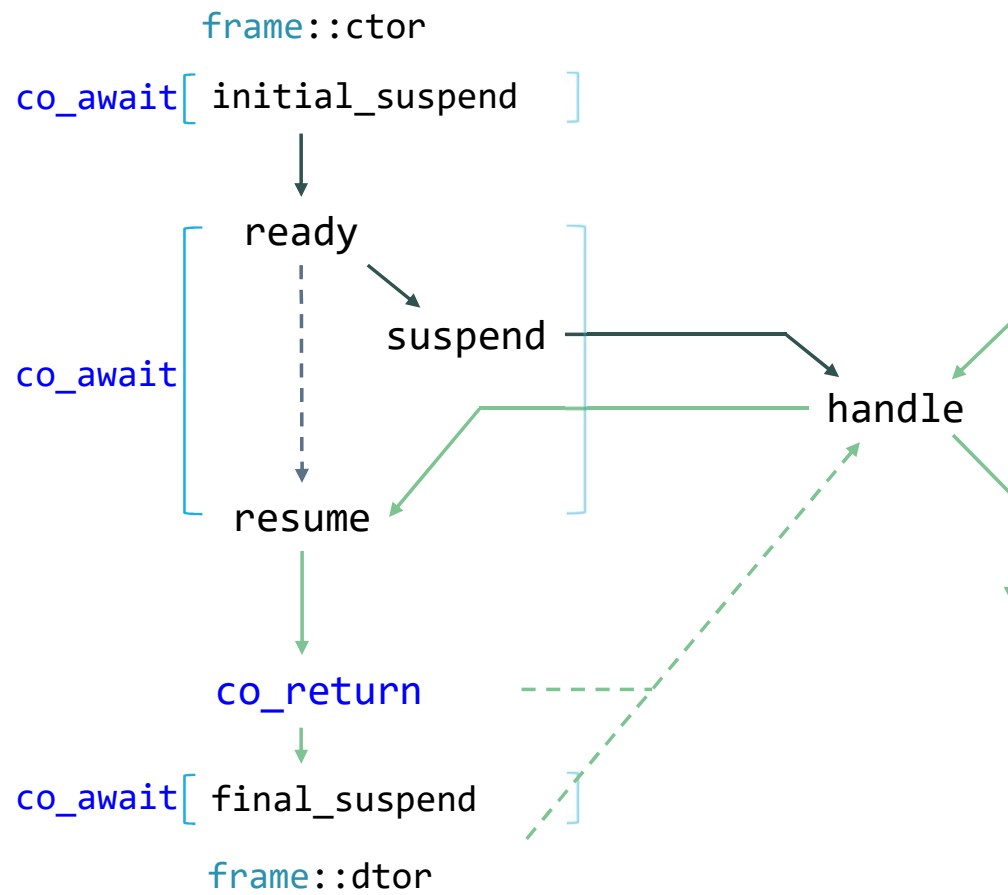 frame::ctor
co_await initial_suspend
ready
suspend
co_await
handle
resume
co_return
co_await final_suspend
frame::dtor